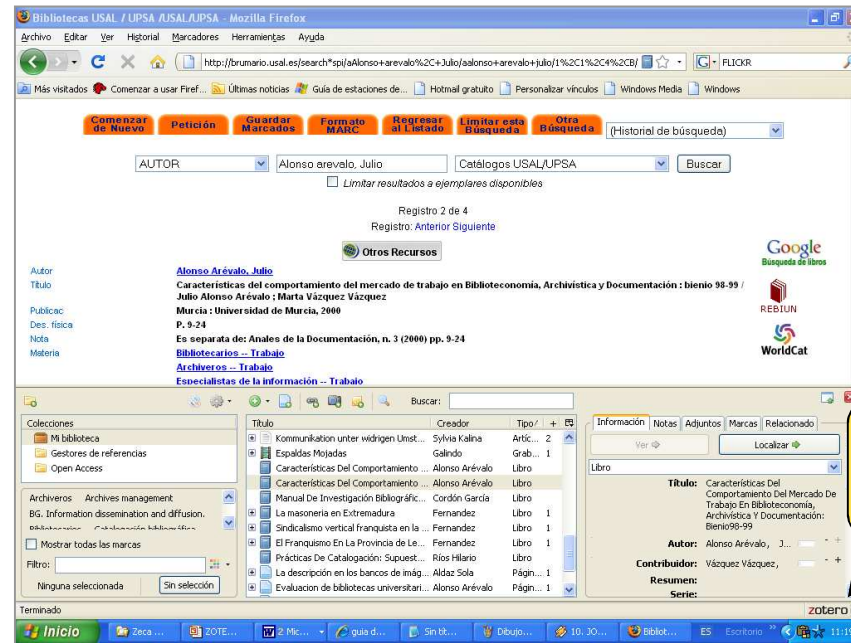 Bibliotecas USAL / UPSA /USAL/UPSA - Mozilla Firefox
Archivo Editar Ver Historial Marcadores Herramientas Ayuda
http://brumario.usal.es/search*spi/aAlonso+arevalo%2C+Julio/aalonso+arevalo+julio/1%2C1%2C4%2CB/
FLICKR
Más visitados Comenzar a usar Firef... Últimas noticias Guía de estaciones de... Hotmail gratuito Personalizar vínculos Windows Media Windows
Comenzar de Nuevo
Petición
Guardar Marcados
Formato MARC
Regresar al Listado
Limitar esta Búsqueda
Otra Búsqueda
(Historial de búsqueda)
AUTOR Alonso arevalo, Julio Catálogos USAL/UPSA Buscar
Limitar resultados a ejemplares disponibles
Registro 2 de 4
Registro: Anterior Siguiente
Otros Recursos
Google
Búsqueda de libros
REBIUN
WorldCat
Autor Alonso Arévalo, Julio
Título Características del comportamiento del mercado de trabajo en Biblioteconomía, Archivística y Documentación : bienio 98-99 /
Julio Alonso Arévalo ; Marta Vázquez Vázquez
Publicac Murcia : Universidad de Murcia, 2000
Des. física P. 9-24
Nota Es separata de: Anales de la Documentación, n. 3 (2000) pp. 9-24
Materia Bibliotecarios -- Trabajo
Archiveros -- Trabajo
Especialistas de la información -- Trabajo
Buscar:
Colecciones
Mi biblioteca
Gestores de referencias
Open Access
Archiveros Archives management
BG. Information dissemination and diffusion.
Mostrar todas las marcas
Filtro:
Ninguna seleccionada Sin selección
Título Creador Tipo +
Kommunikation unter widrigen Umst... Sylvia Kalina Artíc... 2
Espaldas Mojadas Galindo Grab... 1
Características Del Comportamiento ... Alonso Arévalo Libro
Características Del Comportamiento ... Alonso Arévalo Libro
Manual De Investigación Bibliográfic... Cordón García Libro
La masoneria en Extremadura Fernandez Libro 1
Sindicalismo vertical franquista en la ... Fernandez Libro 1
El Franquismo En La Provincia de Le... Fernandez Libro 1
Prácticas De Catalogación: Supuest... Ríos Hilario Libro
La descripción en los bancos de imág... Aldaz Sola Págin... 1
Evaluacion de bibliotecas universitari... Alonso Arévalo Págin... 1
Información Notas Adjuntos Marcas Relacionado
Ver Localizar
Libro
Título: Características Del
Comportamiento Del Mercado De
Trabajo En Biblioteconomía,
Archivística Y Documentación:
Bienio98-99
Autor: Alonso Arévalo, J...
Contribuidor: Vázquez Vázquez,
Resumen:
Serie:
Terminado zotero
Inicio Zeca ... ZOTE... 2 Mic... guia d... Sin tít... Dibujo... 10. JO... Bibliot... ES Escritorio 11:19